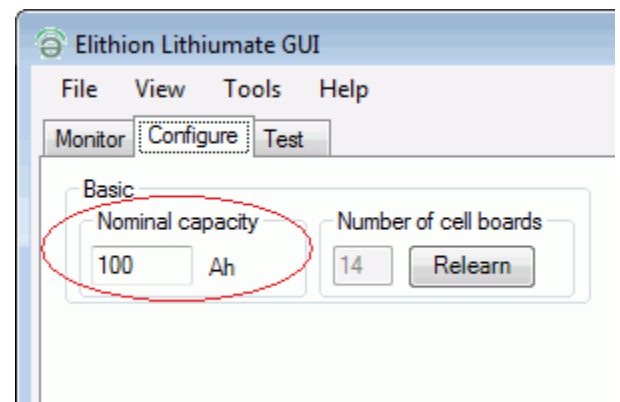 Elithion Lithiumate GUI
File View Tools Help
Monitor Configure Test
Basic
Nominal capacity Number of cell boards
100 Ah 14 Relearn